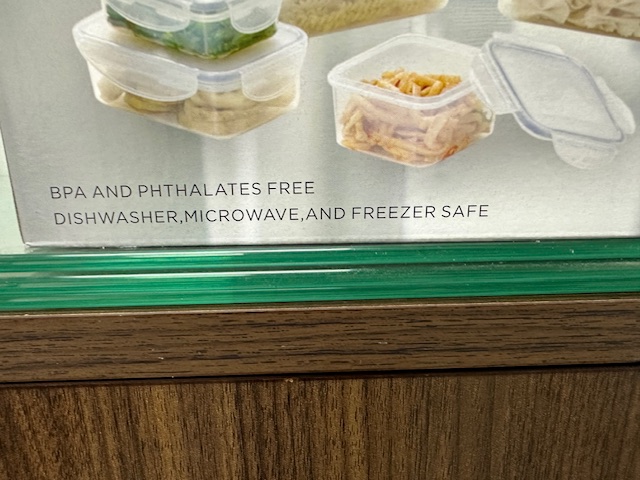 BPA AND PHTHALATES FREE
DISHWASHER,MICROWAVE,AND FREEZER SAFE